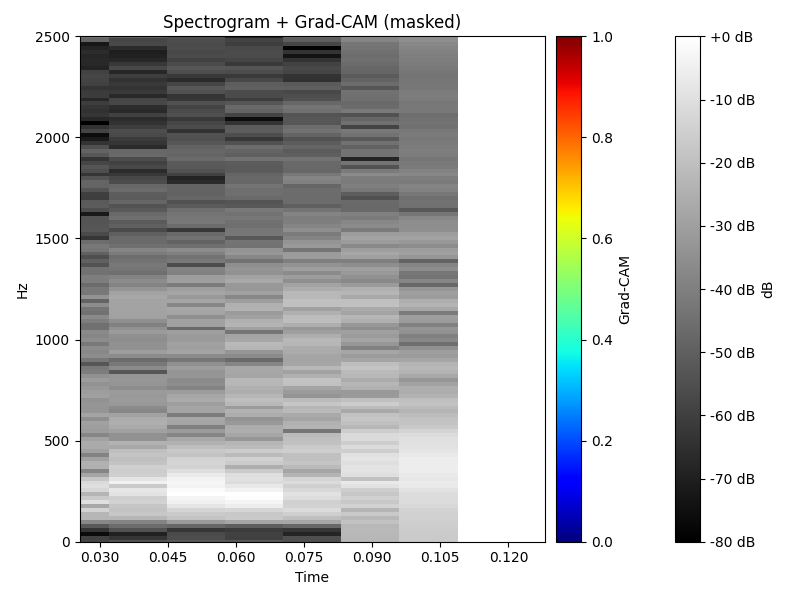 Spectrogram + Grad-CAM (masked)
2500
2000
1500
1000
500
0
Hz
0.030
0.045
0.060
0.075
0.090
0.105
0.120
Time
1.0
0.8
0.6
0.4
0.2
0.0
Grad-CAM
+0 dB
-10 dB
-20 dB
-30 dB
-40 dB
-50 dB
-60 dB
-70 dB
-80 dB
dB